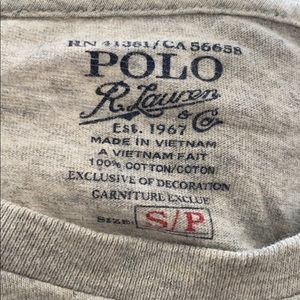 RN 41381/CA 56658
POLO
R. Lauren
& Co
Est. 1967
MADE IN VIETNAM
A VIETNAM FAIT
100% COTTON/COTON
EXCLUSIVE OF DECORATION
GARNITURE EXCLUE
SIZE: S/P